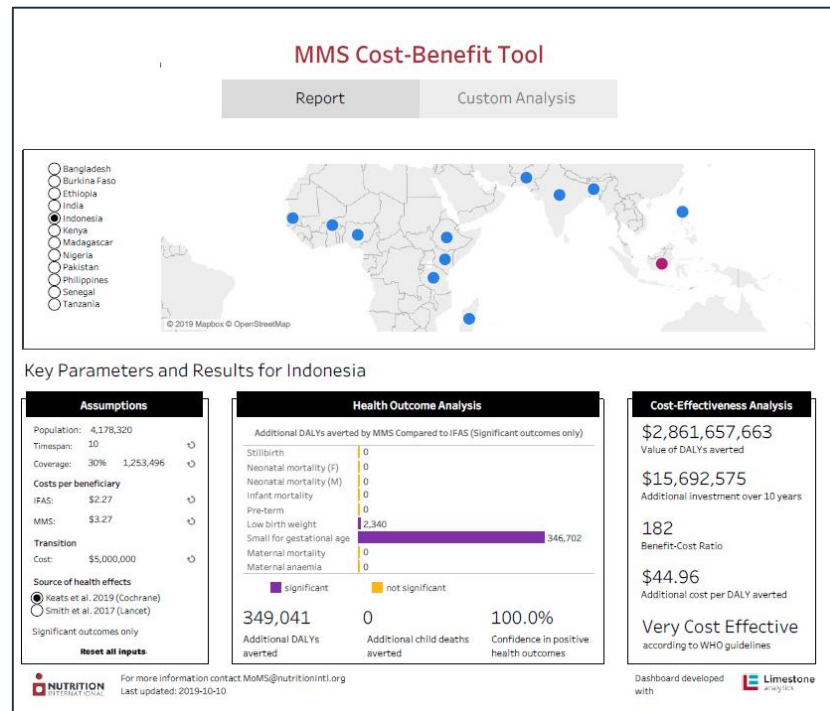 MMS Cost-Benefit Tool
Report
Custom Analysis
Bangladesh
Burkina Faso
Ethiopia
India
Indonesia
Kenya
Madagascar
Nigeria
Pakistan
Philippines
Senegal
Tanzania
© 2019 Mapbox © OpenStreetMap
Key Parameters and Results for Indonesia
Assumptions
Population: 4,178,320
Timespan: 10
Coverage: 30% 1,253,496
Costs per beneficiary
IFAS: $2.27
MMS: $3.27
Transition
Cost: $5,000,000
Source of health effects
Keats et al. 2019 (Cochrane)
Smith et al. 2017 (Lancet)
Significant outcomes only
Reset all inputs
Health Outcome Analysis
Additional DALYs averted by MMS Compared to IFAS (Significant outcomes only)
Stillbirth 0
Neonatal mortality (F) 0
Neonatal mortality (M) 0
Infant mortality 0
Pre-term 0
Low birth weight 2,340
Small for gestational age 346,702
Maternal mortality 0
Maternal anaemia 0
significant not significant
349,041
Additional DALYs
averted
0
Additional child deaths
averted
100.0%
Confidence in positive
health outcomes
Cost-Effectiveness Analysis
$2,861,657,663
Value of DALYs averted
$15,692,575
Additional investment over 10 years
182
Benefit-Cost Ratio
$44.96
Additional cost per DALY averted
Very Cost Effective
according to WHO guidelines
NUTRITION
INTERNATIONAL
For more information contact MoMS@nutritionintl.org
Last updated: 2019-10-10
Dashboard developed
with
Limestone
analytics